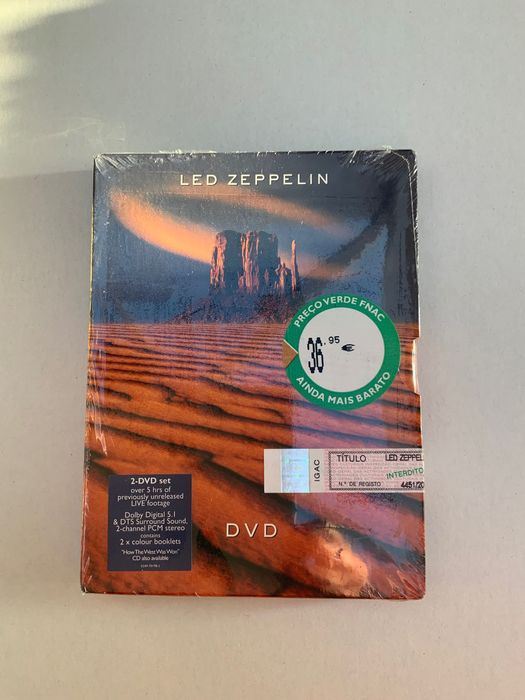 LED ZEPPELIN
PREÇO VERDE FNAC
36,95 €
AINDA MAIS BARATO
IGAC
TÍTULO LED ZEPPEL
INTERDITO
N.º DE REGISTO 4451/20
2-DVD set
over 5 hrs of
previously unreleased
LIVE footage
Dolby Digital 5.1
& DTS Surround Sound,
2-channel PCM stereo
contains
2 x colour booklets
"How The West Was Won"
CD also available
DVD